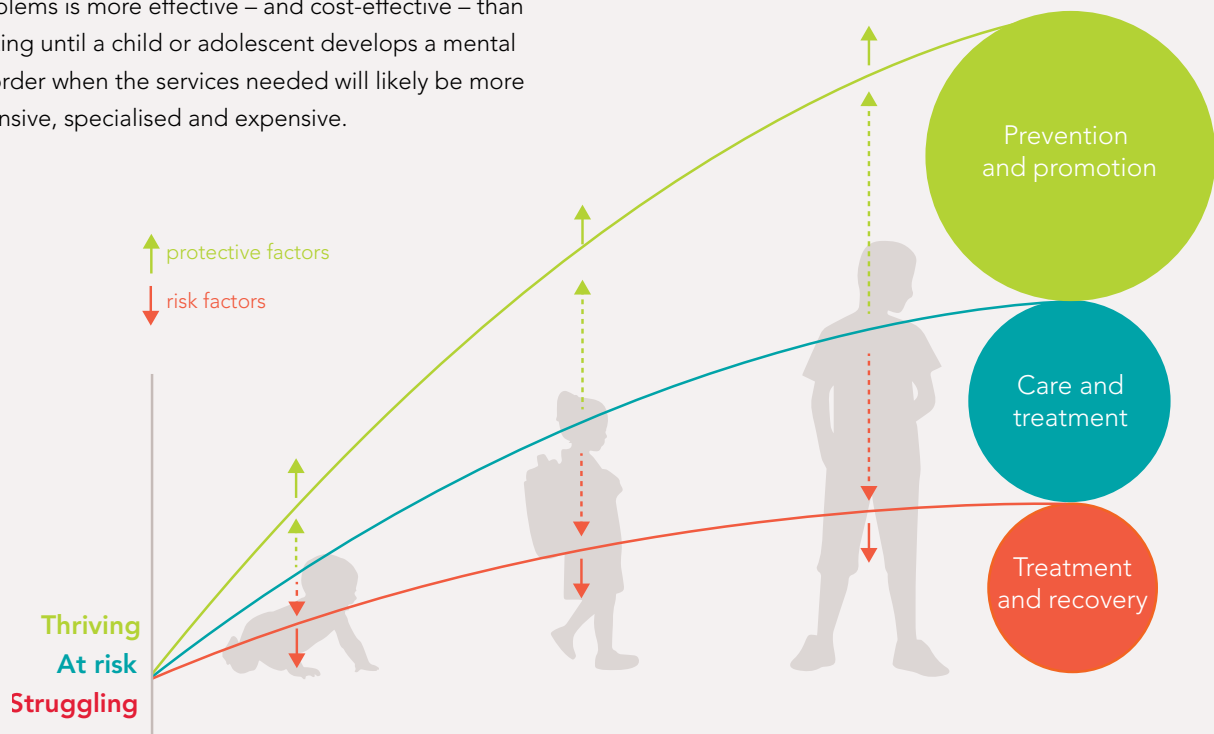 olems is more effective – and cost-effective – than
ing until a child or adolescent develops a mental
order when the services needed will likely be more
nsive, specialised and expensive.
Prevention
and promotion
protective factors
risk factors
Care and
treatment
Treatment
and recovery
Thriving
At risk
Struggling